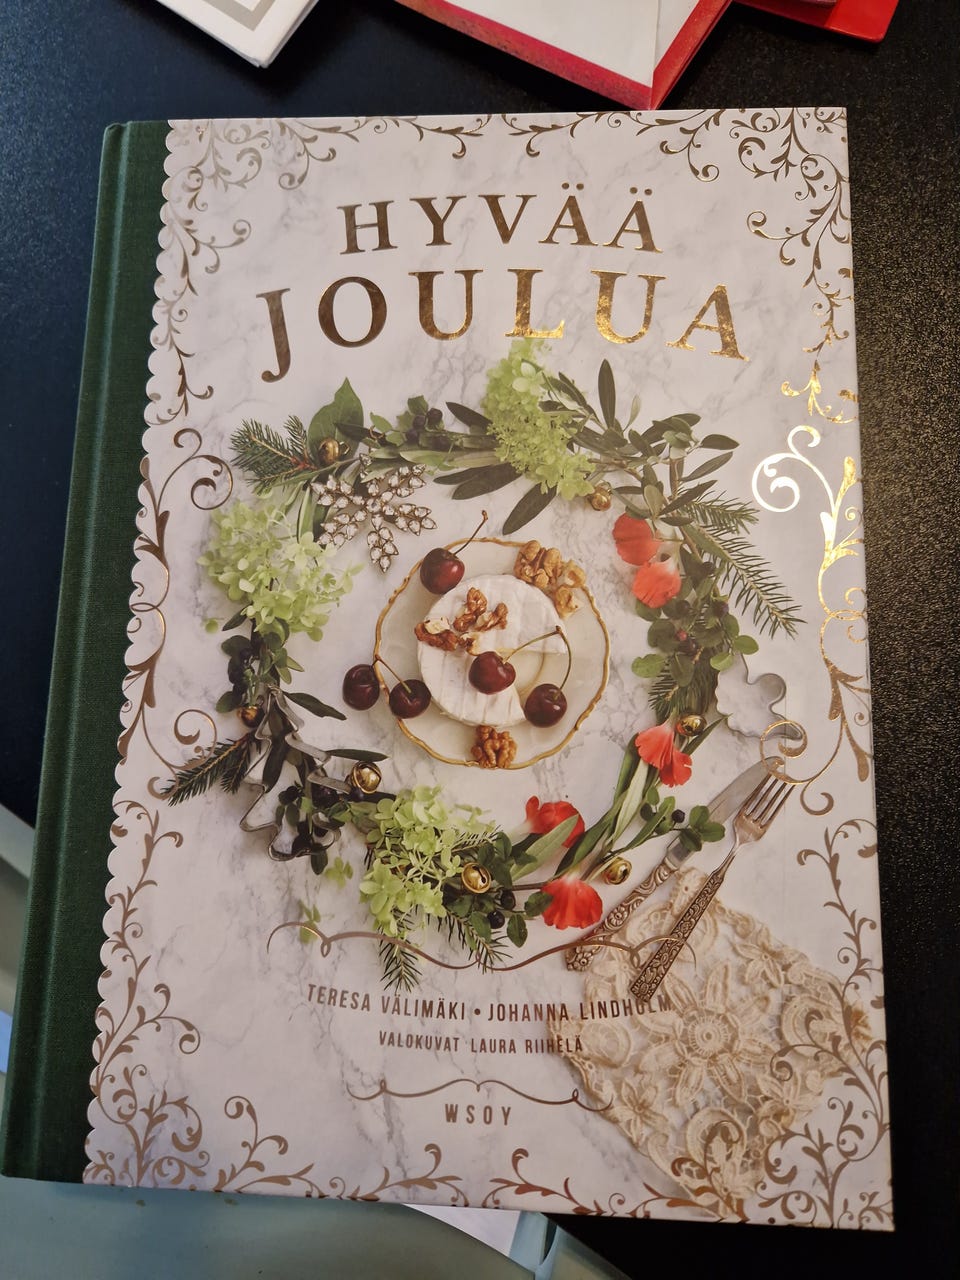 HYVÄÄ
JOULUA
TERESA VÄLIMÄKI • JOHANNA LINDHOLM
VALOKUVAT LAURA RIIHELÄ
WSOY